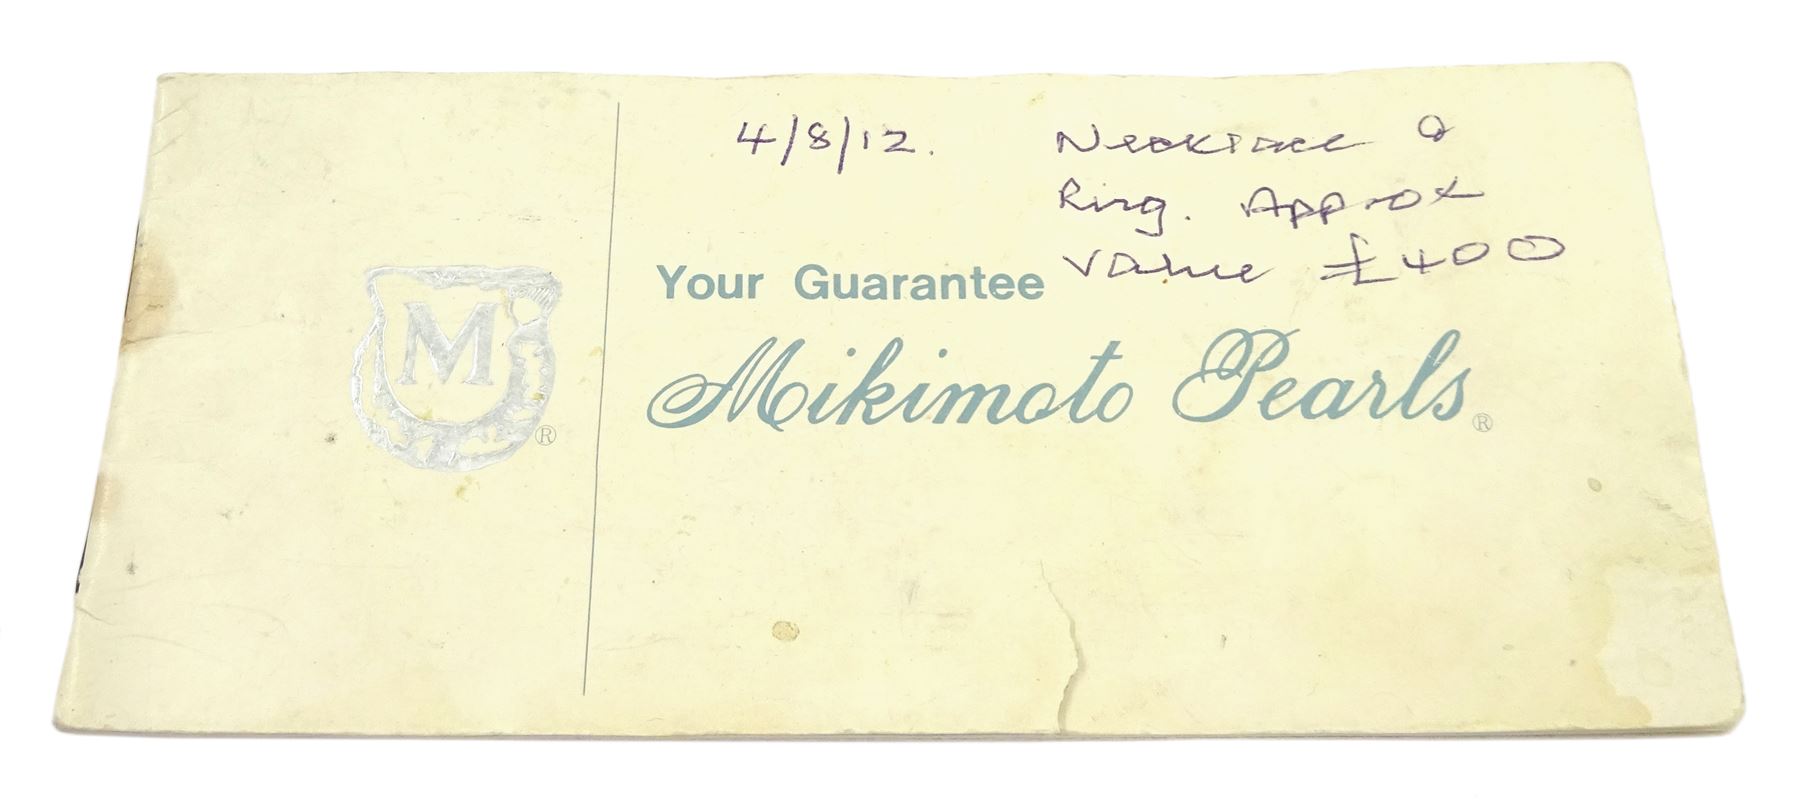 4/8/12.
Necklace &
Ring. Approx
value £400
Your Guarantee
Mikimoto Pearls ®
M ®